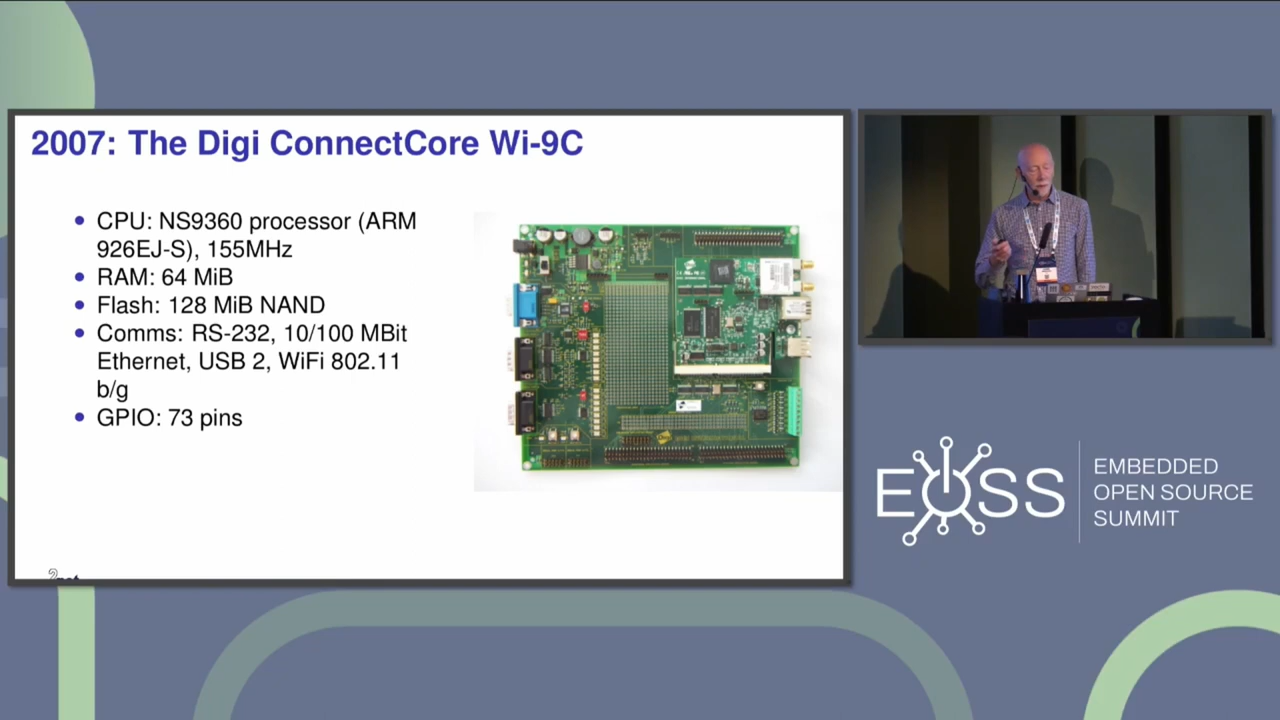 2007: The Digi ConnectCore Wi-9C
• CPU: NS9360 processor (ARM
926EJ-S), 155MHz
• RAM: 64 MiB
• Flash: 128 MiB NAND
• Comms: RS-232, 10/100 MBit
Ethernet, USB 2, WiFi 802.11
b/g
• GPIO: 73 pins
EOSS
EMBEDDED
OPEN SOURCE
SUMMIT